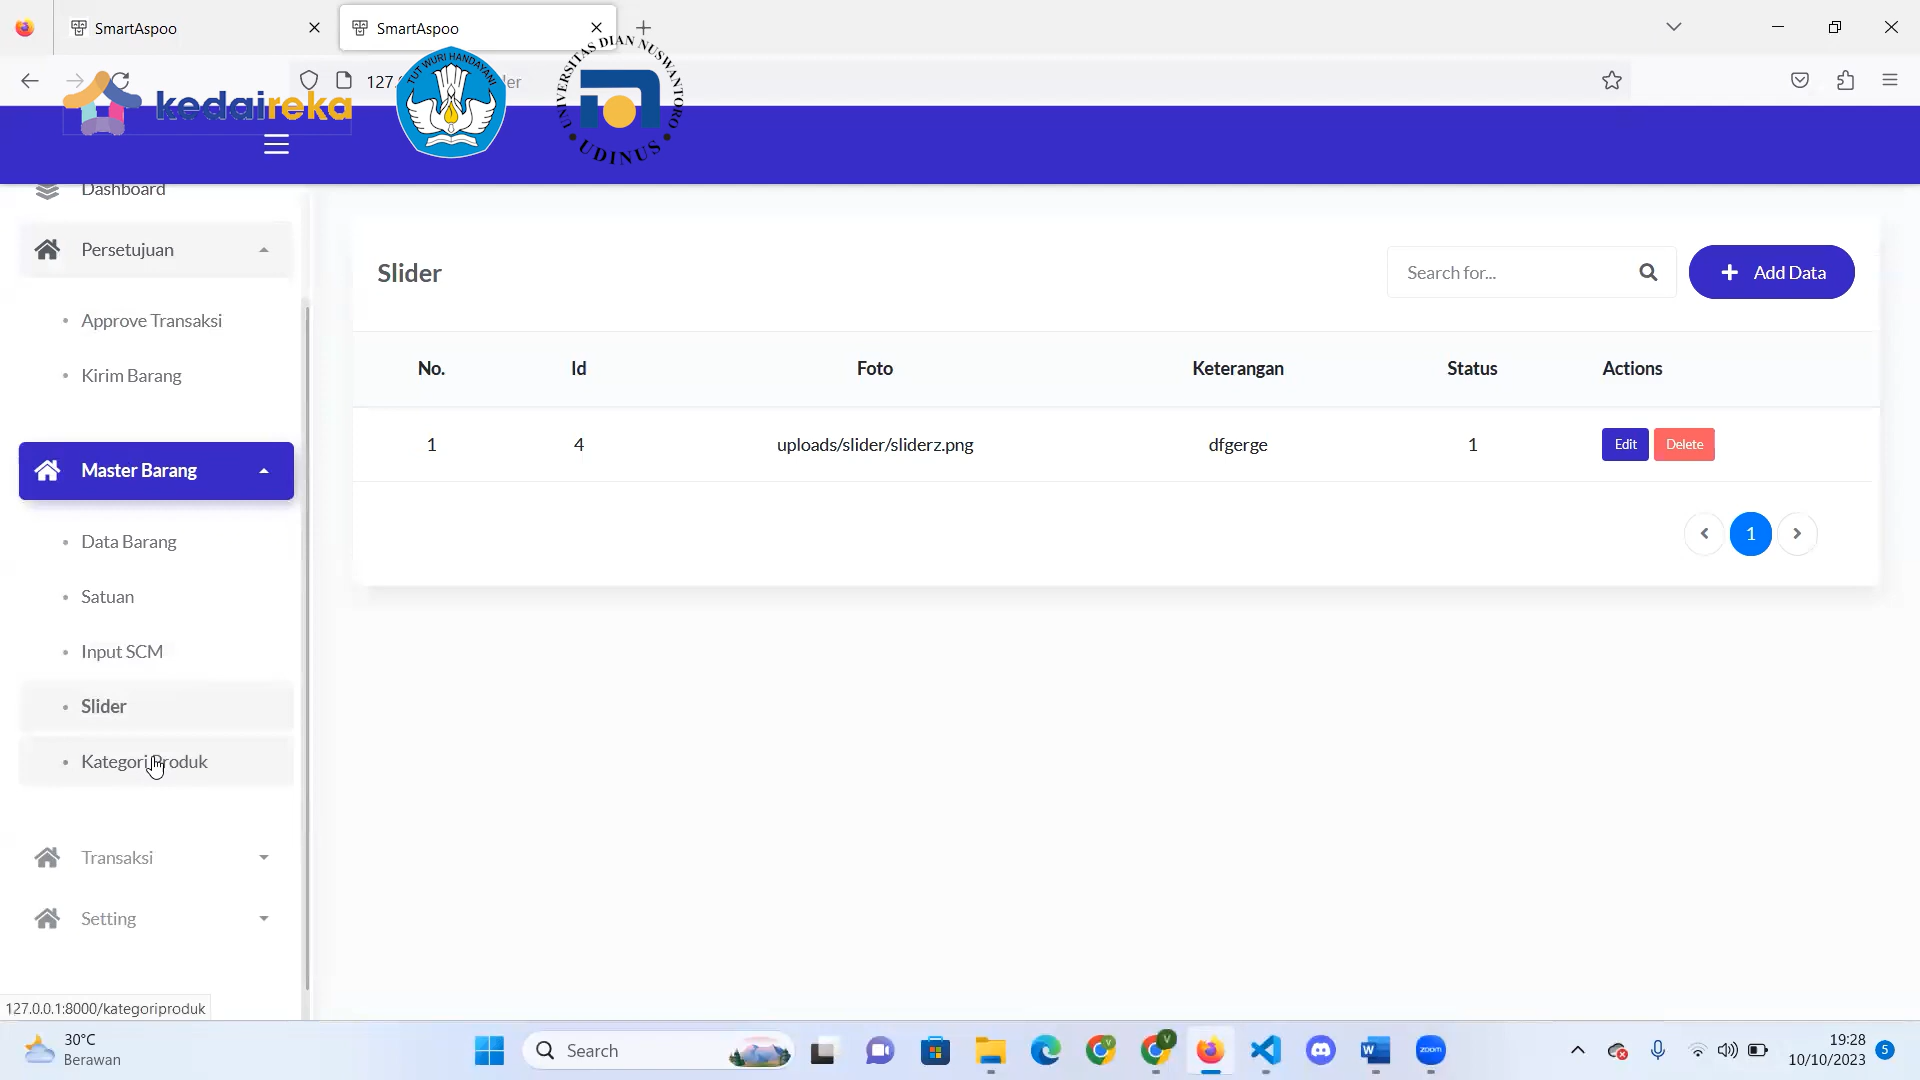 SmartAspoo
SmartAspoo
127.
er
kedaireka
TUT WURI HANDAYANI
UNIVERSITAS DIAN NUSWANTORO
UDINUS
Dashboard
Persetujuan
Approve Transaksi
Kirim Barang
Master Barang
Data Barang
Satuan
Input SCM
Slider
Kategori Produk
Transaksi
Setting
Slider
Search for...
Add Data
No. Id Foto Keterangan Status Actions
1 4 uploads/slider/sliderz.png dfgerge 1 Edit Delete
1
127.0.0.1:8000/kategoriproduk
30°C
Berawan
Search
V
V
zoom
19:28
10/10/2023
5